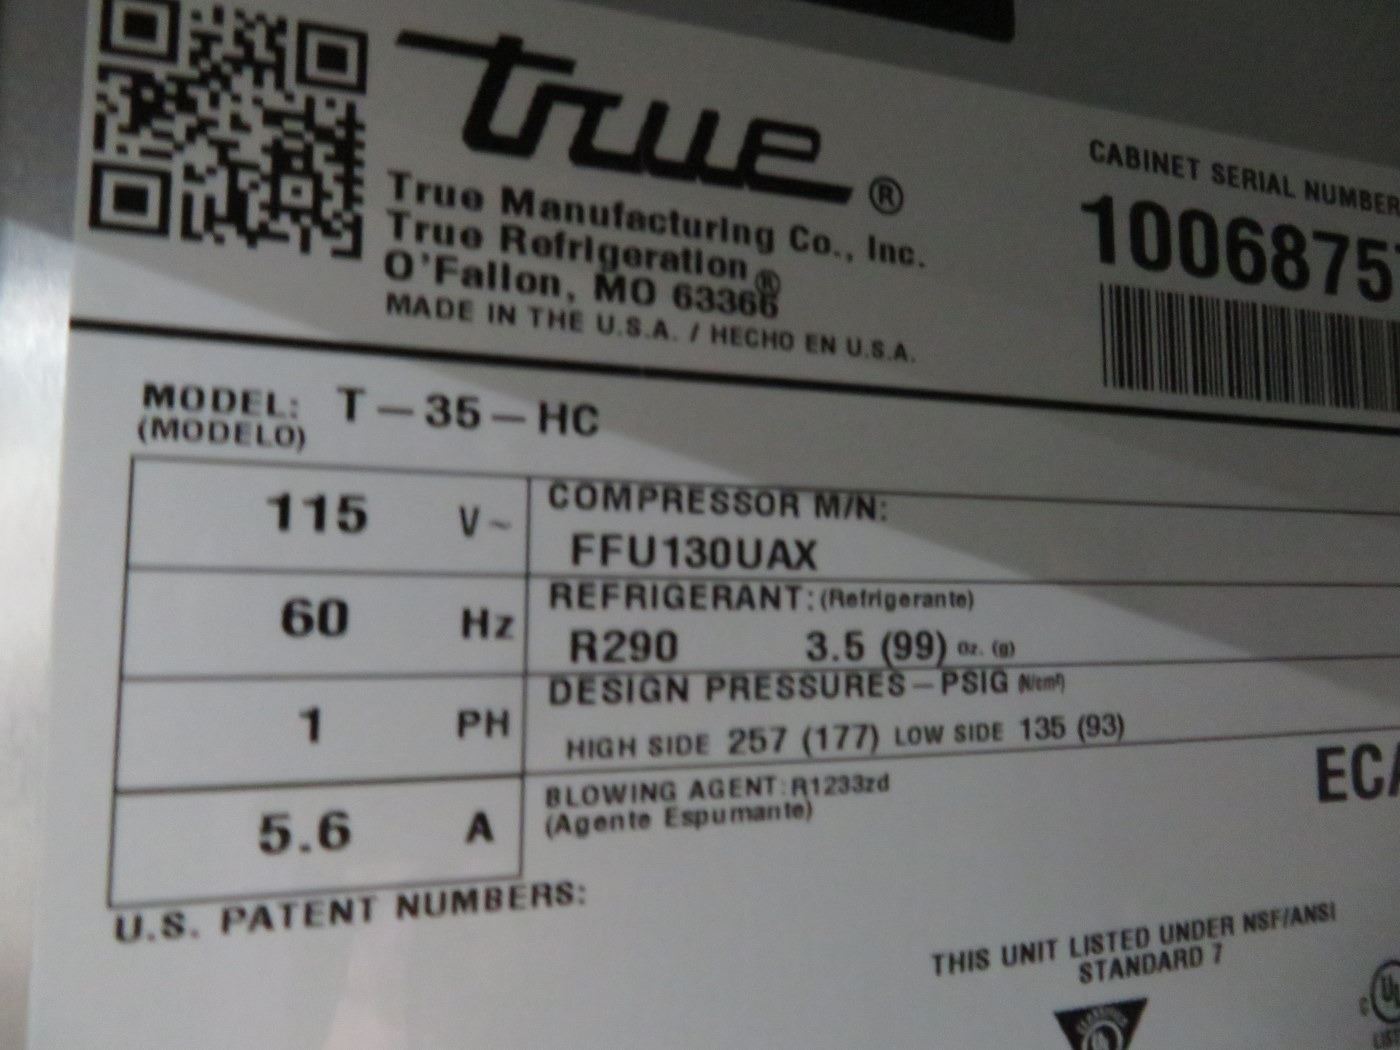 true®
True Manufacturing Co., Inc.
True Refrigeration®
O'Fallon, MO 63366
MADE IN THE U.S.A. / HECHO EN U.S.A.
CABINET SERIAL NUMBER
1006875
MODEL: T-35-HC
(MODELO)
115 V~
60 Hz
1 PH
5.6 A
COMPRESSOR M/N:
FFU130UAX
REFRIGERANT: (Refrigerante)
R290 3.5 (99) Oz. (g)
DESIGN PRESSURES-PSIG (N/cm²)
HIGH SIDE 257 (177) LOW SIDE 135 (93)
BLOWING AGENT: R1233zd
(Agente Espumante)
U.S. PATENT NUMBERS:
THIS UNIT LISTED UNDER NSF/ANSI
STANDARD 7